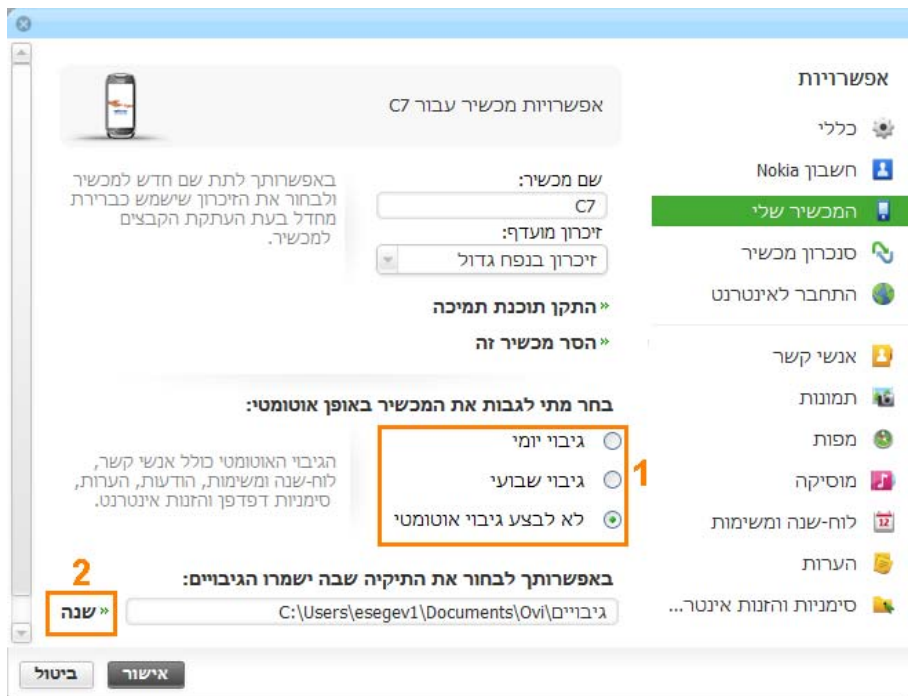 אפשרויות
כללי
חשבון Nokia
המכשיר שלי
סנכרון מכשיר
התחבר לאינטרנט
אנשי קשר
תמונות
מפות
מוסיקה
לוח-שנה ומשימות
הערות
סימניות והזנות אינטר...
אפשרויות מכשיר עבור C7
שם מכשיר:
C7
זיכרון מועדף:
זיכרון בנפח גדול
באפשרותך לתת שם חדש למכשיר
ולבחור את הזיכרון שישמש כברירת
מחדל בעת העתקת הקבצים
למכשיר.
« התקן תוכנת תמיכה
« הסר מכשיר זה
בחר מתי לגבות את המכשיר באופן אוטומטי:
1
גיבוי יומי
גיבוי שבועי
לא לבצע גיבוי אוטומטי
הגיבוי האוטומטי כולל אנשי קשר,
לוח-שנה ומשימות, הודעות, הערות,
סימניות דפדפן והזנות אינטרנט.
באפשרותך לבחור את התיקיה שבה ישמרו הגיבויים:
C:\Users\esegev1\Documents\Ovi\גיבויים
2
« שנה
אישור
ביטול